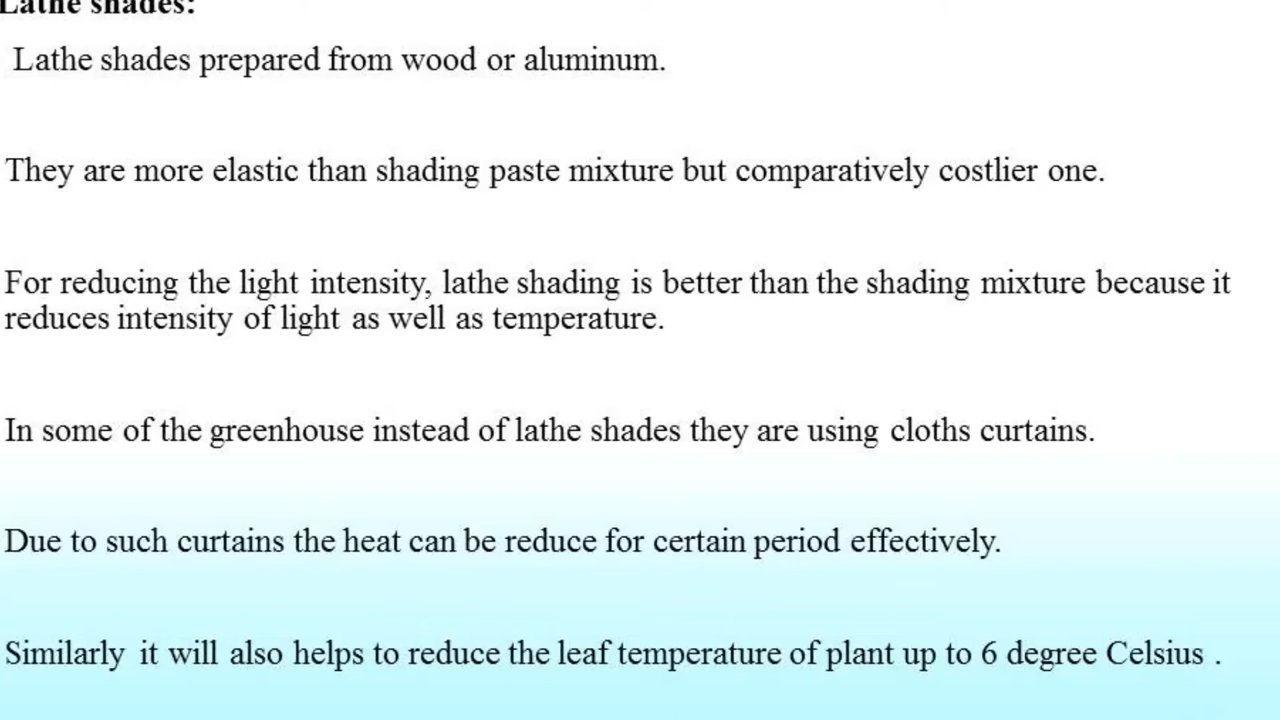 Lathe shades:
Lathe shades prepared from wood or aluminum.
They are more elastic than shading paste mixture but comparatively costlier one.
For reducing the light intensity, lathe shading is better than the shading mixture because it
reduces intensity of light as well as temperature.
In some of the greenhouse instead of lathe shades they are using cloths curtains.
Due to such curtains the heat can be reduce for certain period effectively.
Similarly it will also helps to reduce the leaf temperature of plant up to 6 degree Celsius .